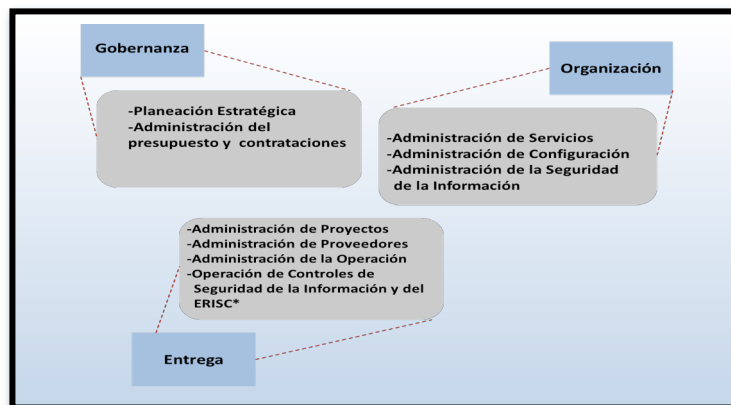 Gobernanza
-Planeación Estratégica
-Administración del
presupuesto y contrataciones
Organización
-Administración de Servicios
-Administración de Configuración
-Administración de la Seguridad
de la Información
-Administración de Proyectos
-Administración de Proveedores
-Administración de la Operación
-Operación de Controles de
Seguridad de la Información y del
ERISC*
Entrega